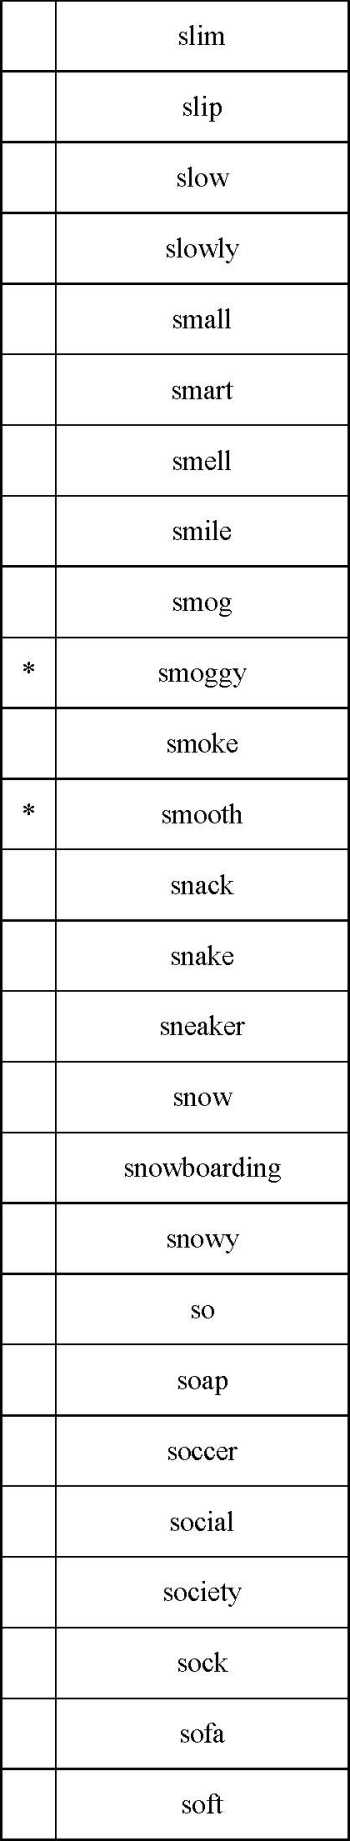 slim
slip
slow
slowly
small
smart
smell
smile
smog
* smoggy
smoke
* smooth
snack
snake
sneaker
snow
snowboarding
snowy
so
soap
soccer
social
society
sock
sofa
soft